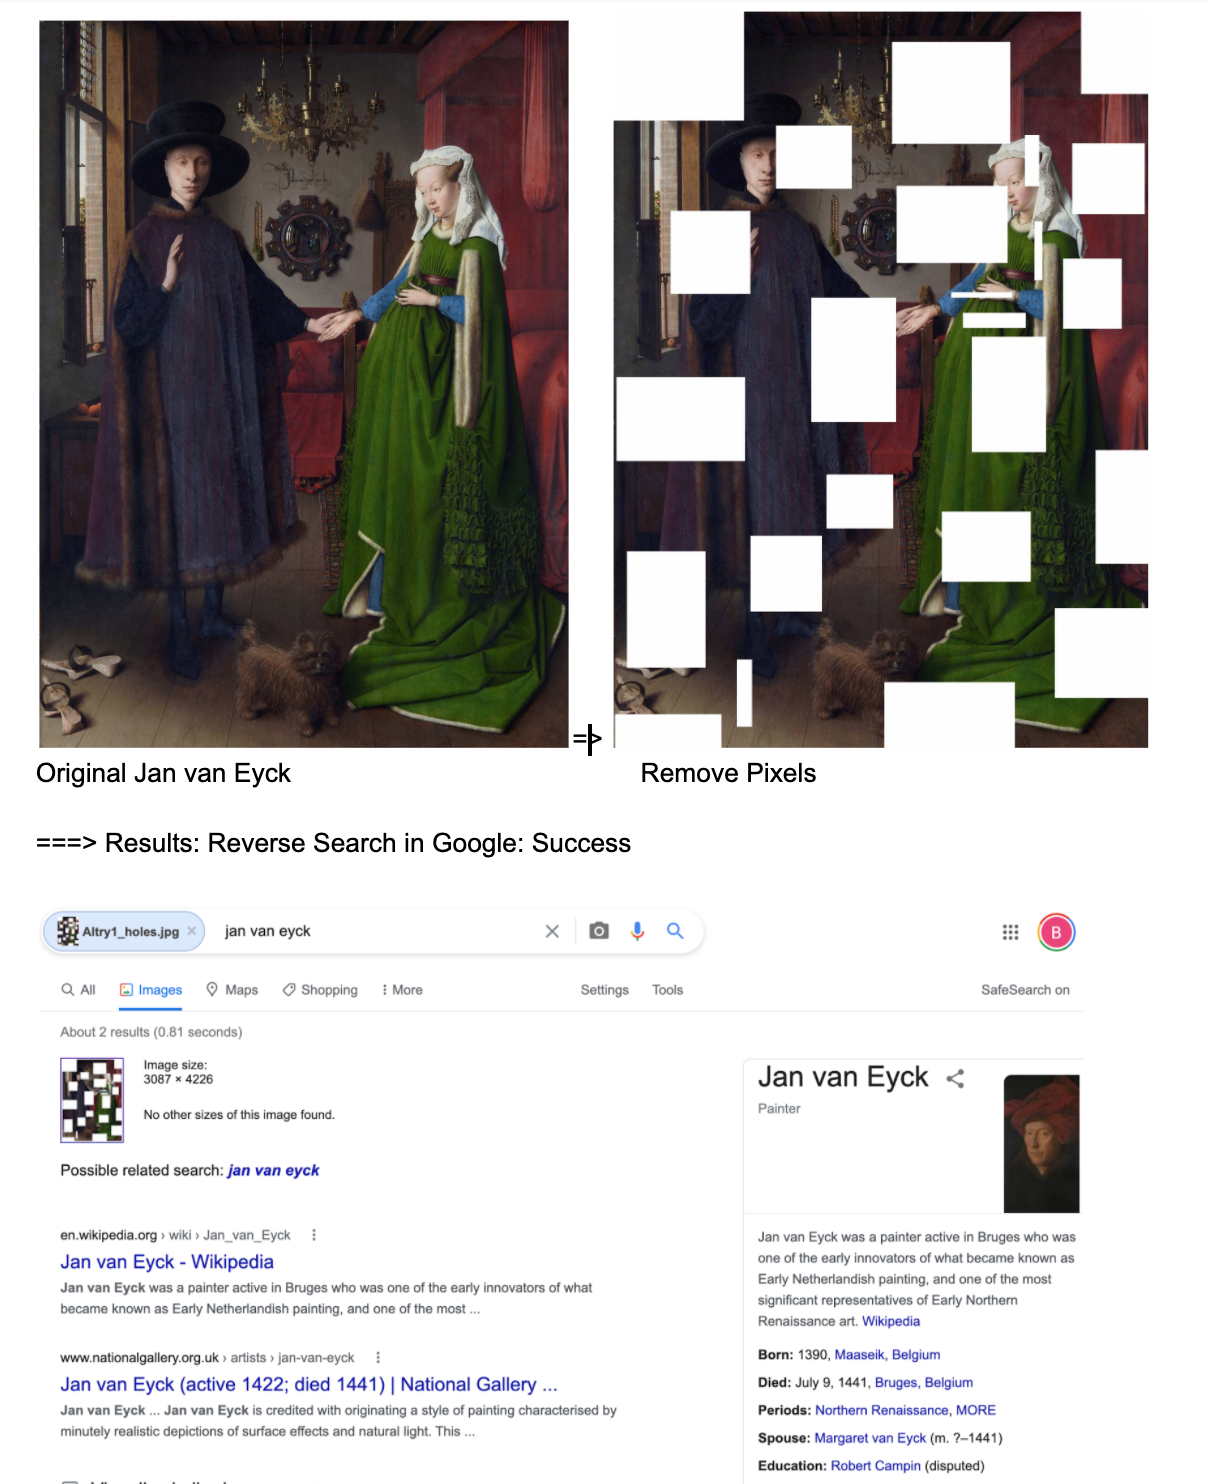 =>
Original Jan van Eyck
Remove Pixels
===> Results: Reverse Search in Google: Success
Altry1_holes.jpg × jan van eyck
B
All Images Maps Shopping More Settings Tools SafeSearch on
About 2 results (0.81 seconds)
Image size:
3087 × 4226
No other sizes of this image found.
Possible related search: jan van eyck
en.wikipedia.org › wiki › Jan_van_Eyck
Jan van Eyck - Wikipedia
Jan van Eyck was a painter active in Bruges who was one of the early innovators of what
became known as Early Netherlandish painting, and one of the most ...
www.nationalgallery.org.uk › artists › jan-van-eyck
Jan van Eyck (active 1422; died 1441) | National Gallery ...
Jan van Eyck ... Jan van Eyck is credited with originating a style of painting characterised by
minutely realistic depictions of surface effects and natural light. This ...
Jan van Eyck
Painter
Jan van Eyck was a painter active in Bruges who was
one of the early innovators of what became known as
Early Netherlandish painting, and one of the most
significant representatives of Early Northern
Renaissance art. Wikipedia
Born: 1390, Maaseik, Belgium
Died: July 9, 1441, Bruges, Belgium
Periods: Northern Renaissance, MORE
Spouse: Margaret van Eyck (m. ?–1441)
Education: Robert Campin (disputed)